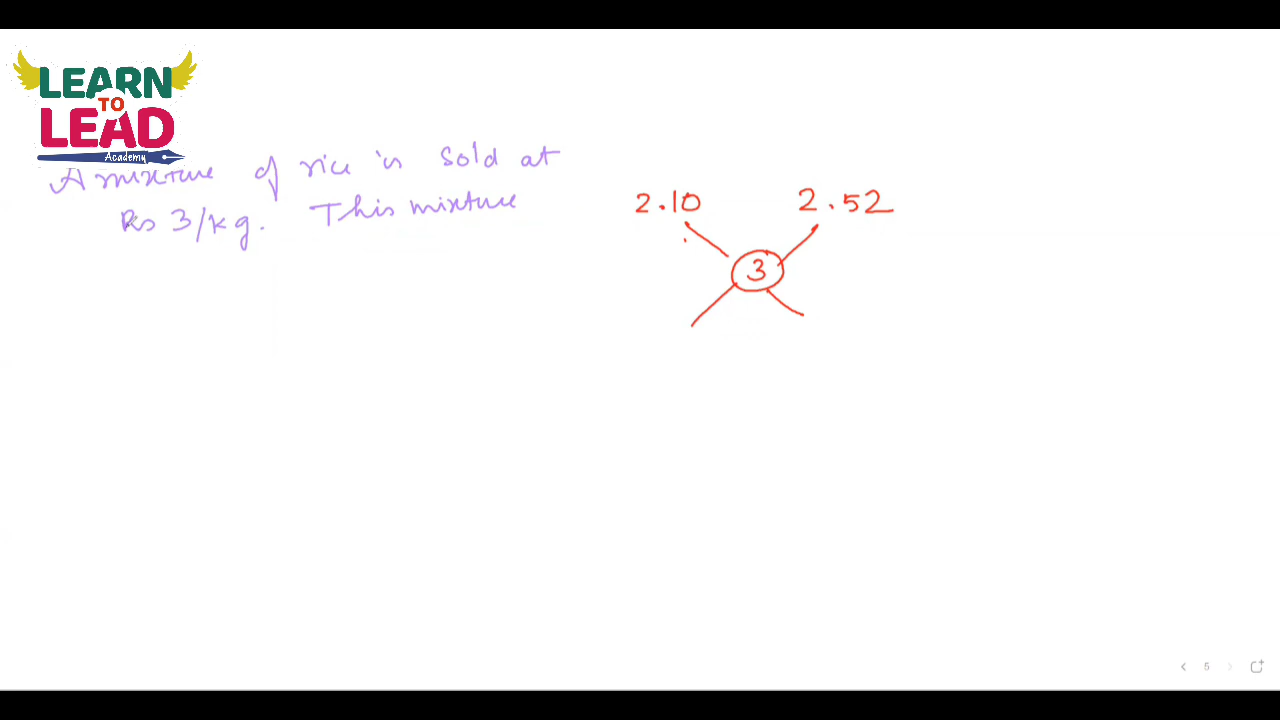 LEARN
TO
LEAD
Academy
A mixture of rice is sold at
Rs 3/kg. This mixture
2.10 2.52
3
5